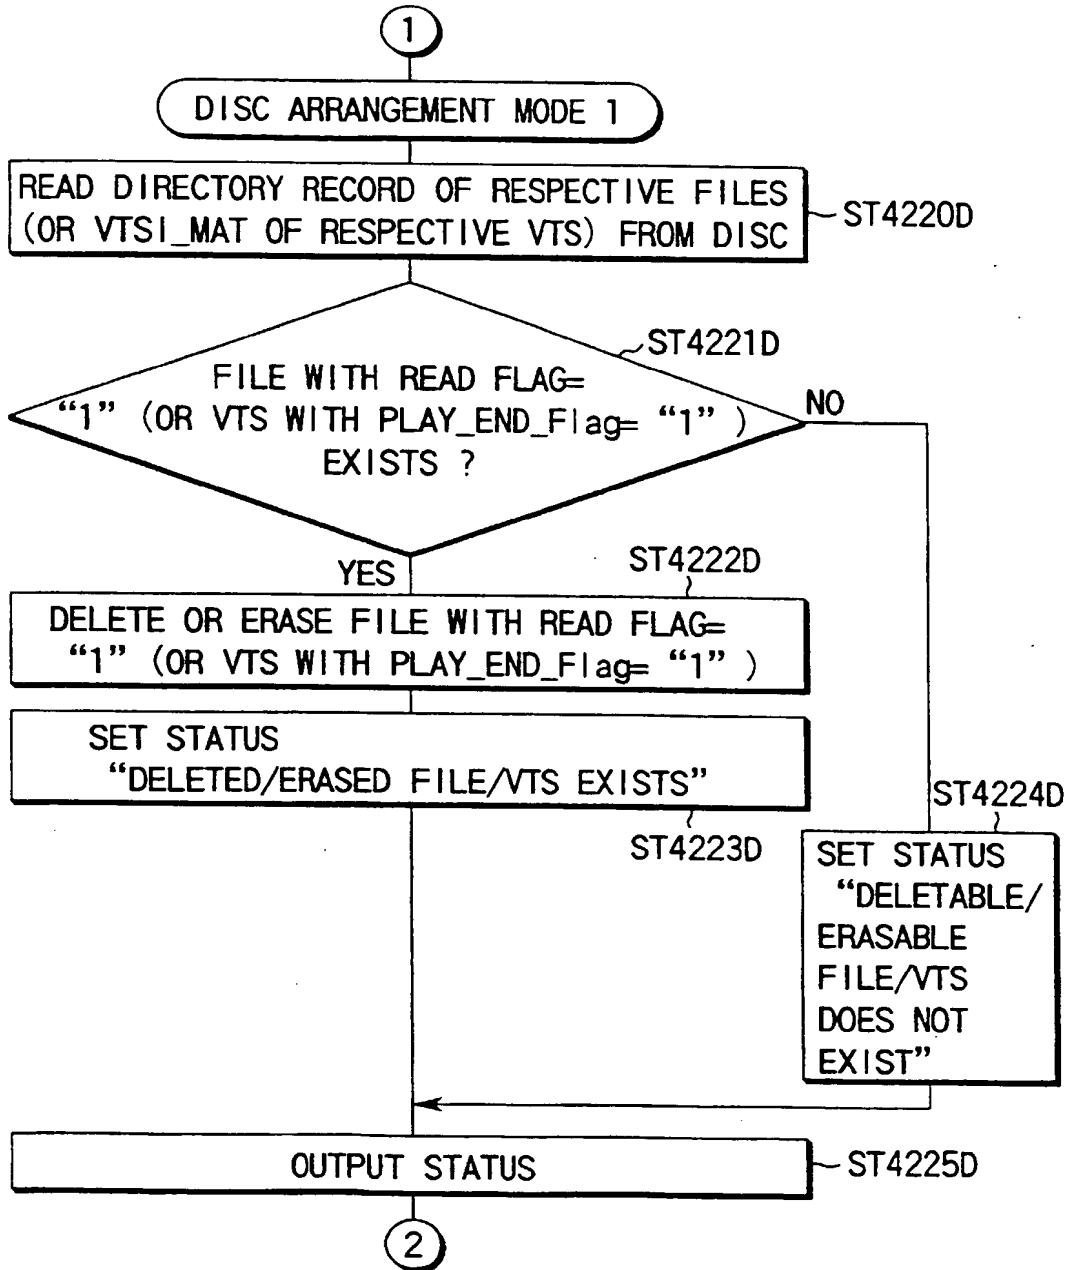 1
DISC ARRANGEMENT MODE 1
READ DIRECTORY RECORD OF RESPECTIVE FILES
(OR VTSI_MAT OF RESPECTIVE VTS) FROM DISC
ST4220D
ST4221D
FILE WITH READ FLAG=
“1” (OR VTS WITH PLAY_END_Flag= “1” )
EXISTS ?
NO
YES
ST4222D
DELETE OR ERASE FILE WITH READ FLAG=
“1” (OR VTS WITH PLAY_END_Flag= “1” )
SET STATUS
“DELETED/ERASED FILE/VTS EXISTS”
ST4223D
ST4224D
SET STATUS
“DELETABLE/
ERASABLE
FILE/VTS
DOES NOT
EXIST”
OUTPUT STATUS
ST4225D
2